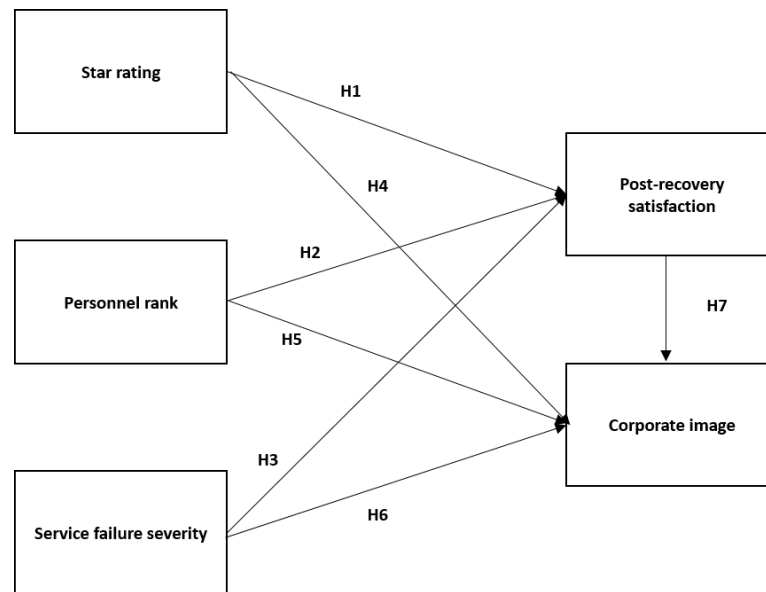 Star rating
H1
Post-recovery
satisfaction
H4
H2
Personnel rank
H7
H5
Corporate image
H3
Service failure severity
H6